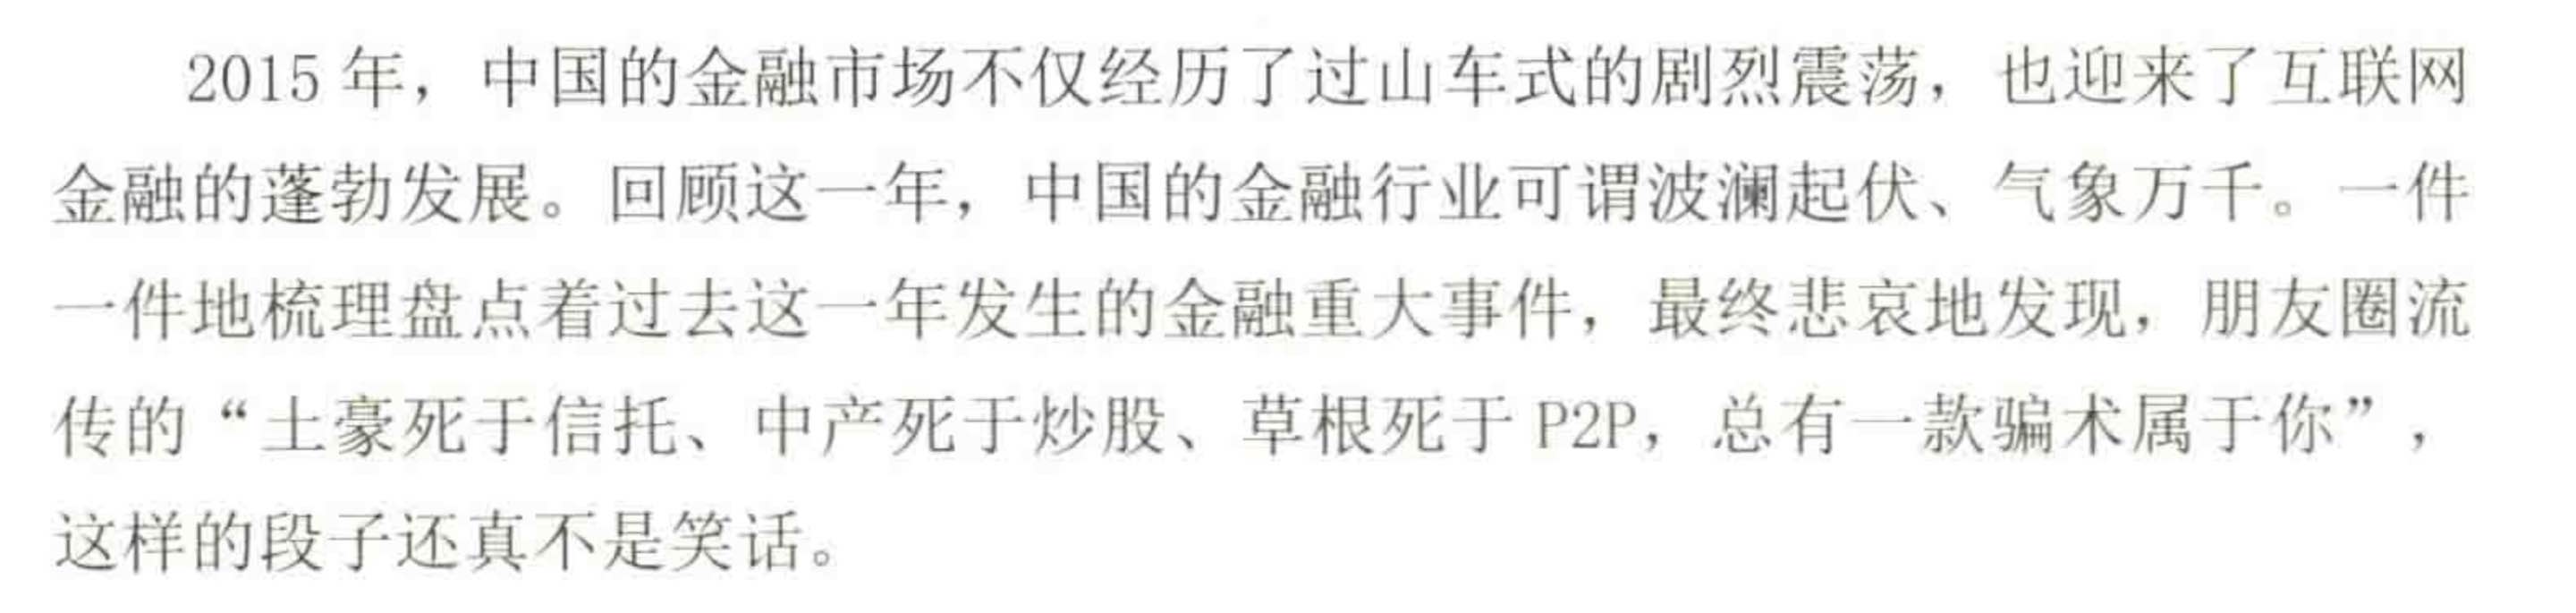 2015 年，中国的金融市场不仅经历了过山车式的剧烈震荡，也迎来了互联网
金融的蓬勃发展。回顾这一年，中国的金融行业可谓波澜起伏、气象万千。一件
一件地梳理盘点着过去这一年发生的金融重大事件，最终悲哀地发现，朋友圈流
传的“土豪死于信托、中产死于炒股、草根死于 P2P，总有一款骗术属于你”，
这样的段子还真不是笑话。